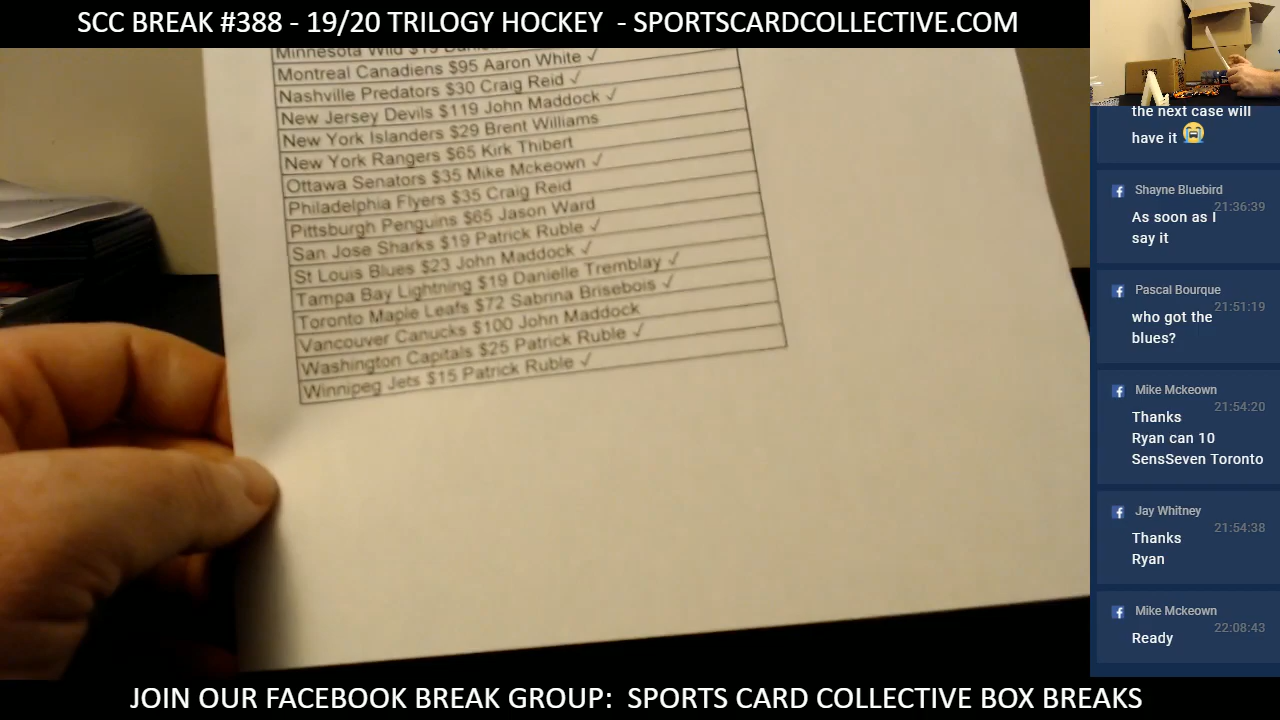 SCC BREAK #388 - 19/20 TRILOGY HOCKEY - SPORTSCARDCOLLECTIVE.COM
Minnesota Wild $19
Montreal Canadiens $95 Aaron White ✓
Nashville Predators $30 Craig Reid ✓
New Jersey Devils $119 John Maddock ✓
New York Islanders $29 Brent Williams
New York Rangers $65 Kirk Thibert
Ottawa Senators $35 Mike Mckeown ✓
Philadelphia Flyers $35 Craig Reid
Pittsburgh Penguins $65 Jason Ward
San Jose Sharks $19 Patrick Ruble ✓
St Louis Blues $23 John Maddock ✓
Tampa Bay Lightning $19 Danielle Tremblay ✓
Toronto Maple Leafs $72 Sabrina Brisebois ✓
Vancouver Canucks $100 John Maddock
Washington Capitals $25 Patrick Ruble ✓
Winnipeg Jets $15 Patrick Ruble ✓
the next case will
have it 😭
Shayne Bluebird
21:36:39
As soon as I
say it
Pascal Bourque
21:51:19
who got the
blues?
Mike Mckeown
21:54:20
Thanks
Ryan can 10
SensSeven Toronto
Jay Whitney
21:54:38
Thanks
Ryan
Mike Mckeown
22:08:43
Ready
JOIN OUR FACEBOOK BREAK GROUP: SPORTS CARD COLLECTIVE BOX BREAKS